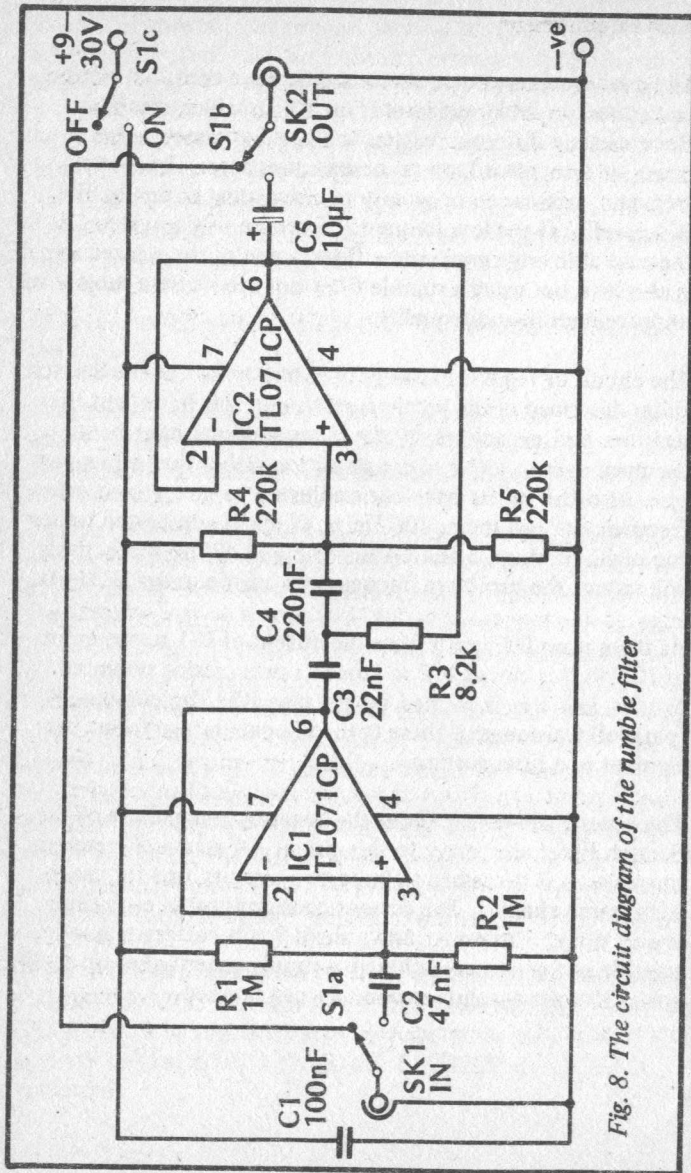 C1
100nF
R1
1M
S1a
SK1
IN
C2
47nF
R2
1M
2
−
7
IC1
TL071CP
6
+
3
4
C3
22nF
C4
220nF
R3
8.2k
R4
220k
R5
220k
2
−
7
IC2
TL071CP
6
+
3
4
+
C5
10µF
S1b
SK2
OUT
OFF +9—
30V
ON
S1c
—ve
Fig. 8. The circuit diagram of the rumble filter